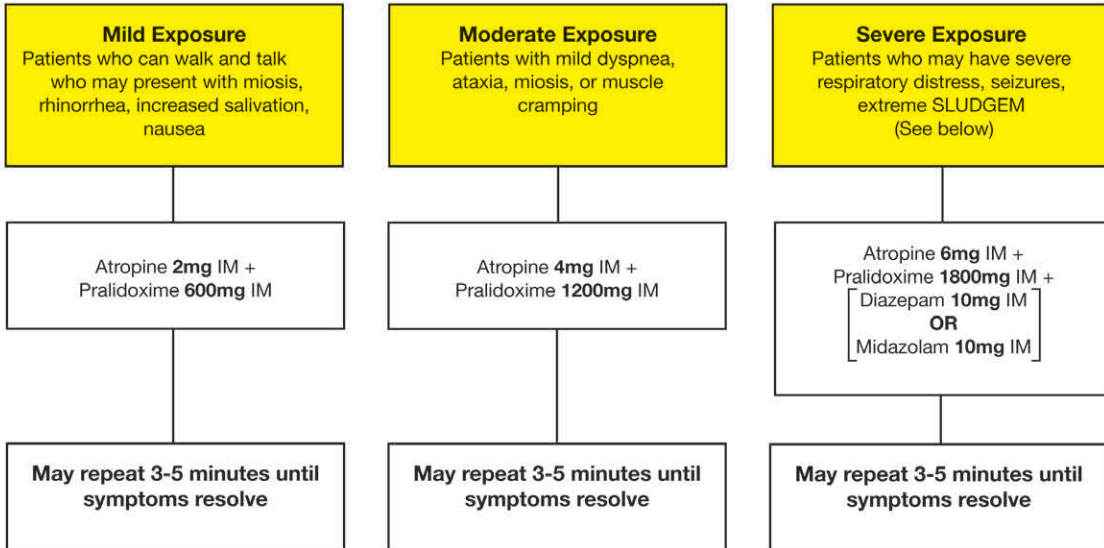 Mild Exposure
Patients who can walk and talk
who may present with miosis,
rhinorrhea, increased salivation,
nausea
Atropine 2mg IM +
Pralidoxime 600mg IM
May repeat 3-5 minutes until
symptoms resolve
Moderate Exposure
Patients with mild dyspnea,
ataxia, miosis, or muscle
cramping
Atropine 4mg IM +
Pralidoxime 1200mg IM
May repeat 3-5 minutes until
symptoms resolve
Severe Exposure
Patients who may have severe
respiratory distress, seizures,
extreme SLUDGEM
(See below)
Atropine 6mg IM +
Pralidoxime 1800mg IM +
[Diazepam 10mg IM
OR
Midazolam 10mg IM]
May repeat 3-5 minutes until
symptoms resolve